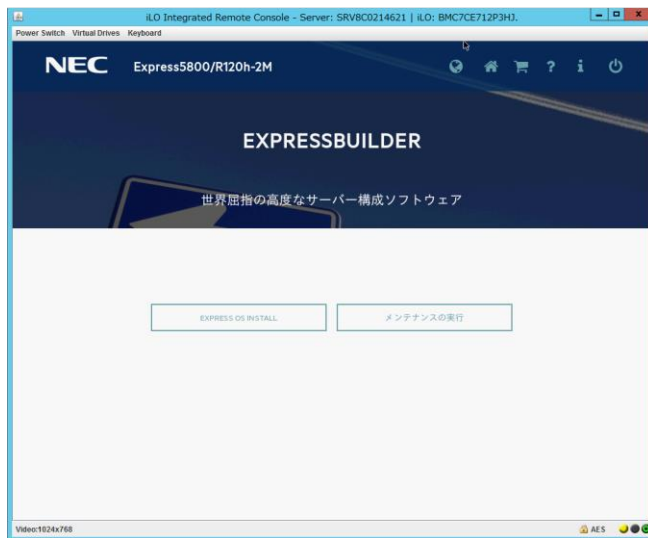 iLO Integrated Remote Console - Server: SRV8C0214621 | iLO: BMC7CE712P3HJ.
Power Switch Virtual Drives Keyboard
NEC Express5800/R120h-2M
EXPRESSBUILDER
世界屈指の高度なサーバー構成ソフトウェア
EXPRESS OS INSTALL メンテナンスの実行
Video:1024x768 AES